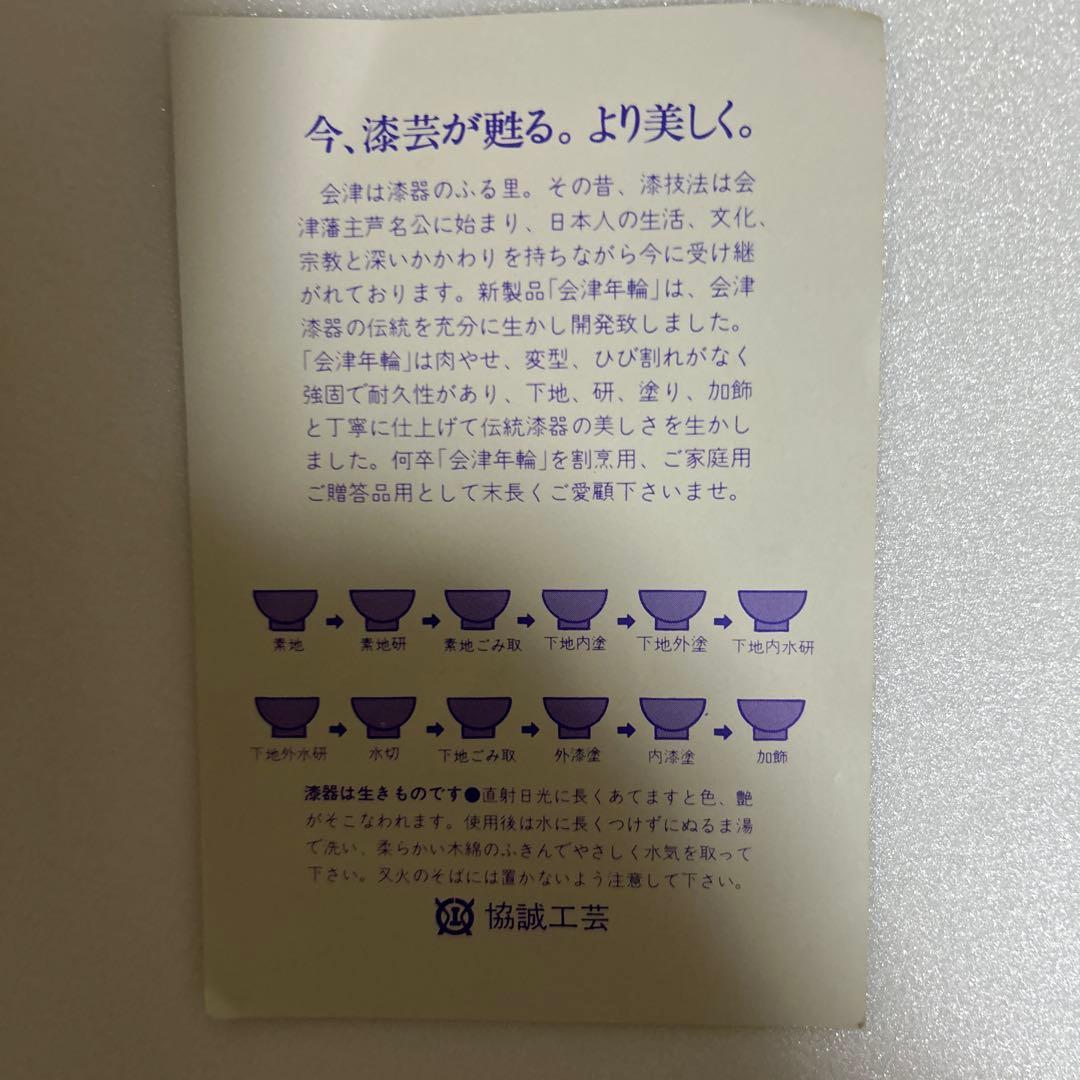 今、漆芸が甦る。より美しく。
会津は漆器のふる里。その昔、漆技法は会
津藩主芦名公に始まり、日本人の生活、文化、
宗教と深いかかわりを持ちながら今に受け継
がれております。新製品「会津年輪」は、会津
漆器の伝統を充分に生かし開発致しました。
「会津年輪」は肉やせ、変型、ひび割れがなく
強固で耐久性があり、下地、研、塗り、加飾
と丁寧に仕上げて伝統漆器の美しさを生かし
ました。何卒「会津年輪」を割烹用、ご家庭用
ご贈答品用として末長くご愛顧下さいませ。
素地 素地研 素地ごみ取 下地内塗 下地外塗 下地内水研
下地外水研 水切 下地ごみ取 外漆塗 内漆塗 加飾
漆器は生きものです●直射日光に長くあてますと色、艶
がそこなわれます。使用後は水に長くつけずにぬるま湯
で洗い、柔らかい木綿のふきんでやさしく水気を取って
下さい。又火のそばには置かないよう注意して下さい。
協誠工芸